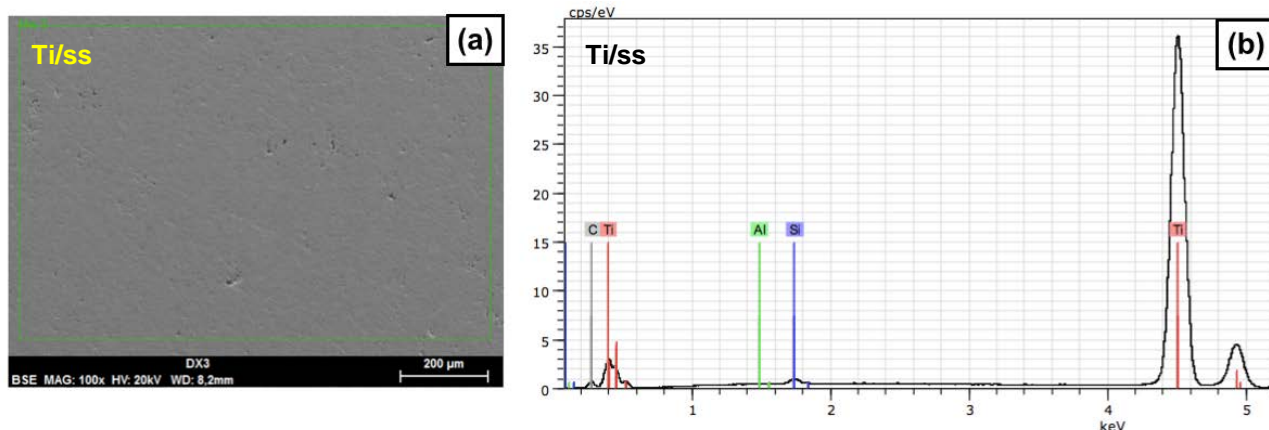 Ti/ss
(a)
DX3
BSE MAG: 100x HV: 20kV WD: 8,2mm
200 µm
cps/eV
Ti/ss
(b)
35
30
25
20
15
10
5
0
C Ti Al Si Ti
1 2 3 4 5
keV